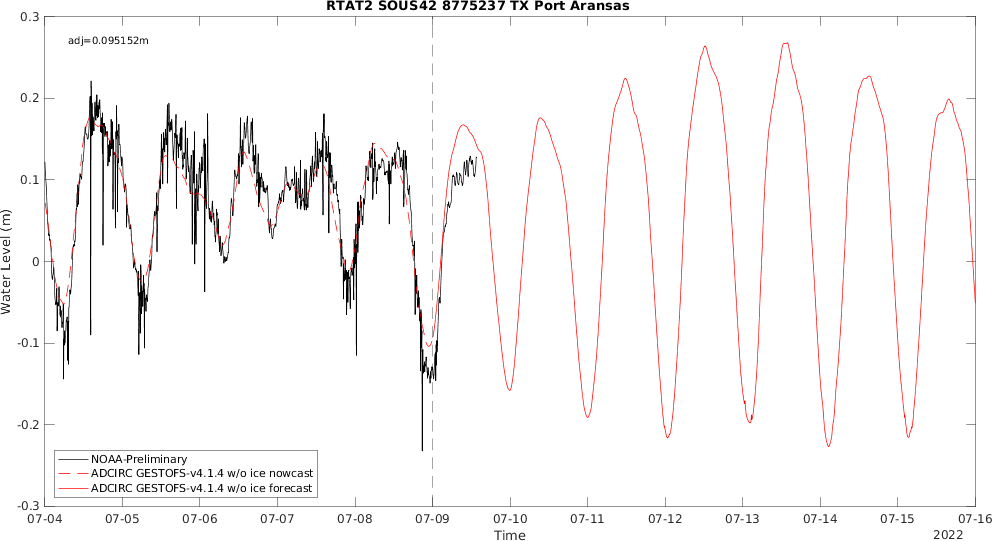 RTAT2 SOUS42 8775237 TX Port Aransas
adj=0.095152m
0.3
0.2
0.1
0
-0.1
-0.2
-0.3
Water Level (m)
NOAA-Preliminary
ADCIRC GESTOFS-v4.1.4 w/o ice nowcast
ADCIRC GESTOFS-v4.1.4 w/o ice forecast
07-04 07-05 07-06 07-07 07-08 07-09 07-10 07-11 07-12 07-13 07-14 07-15 07-16
Time
2022